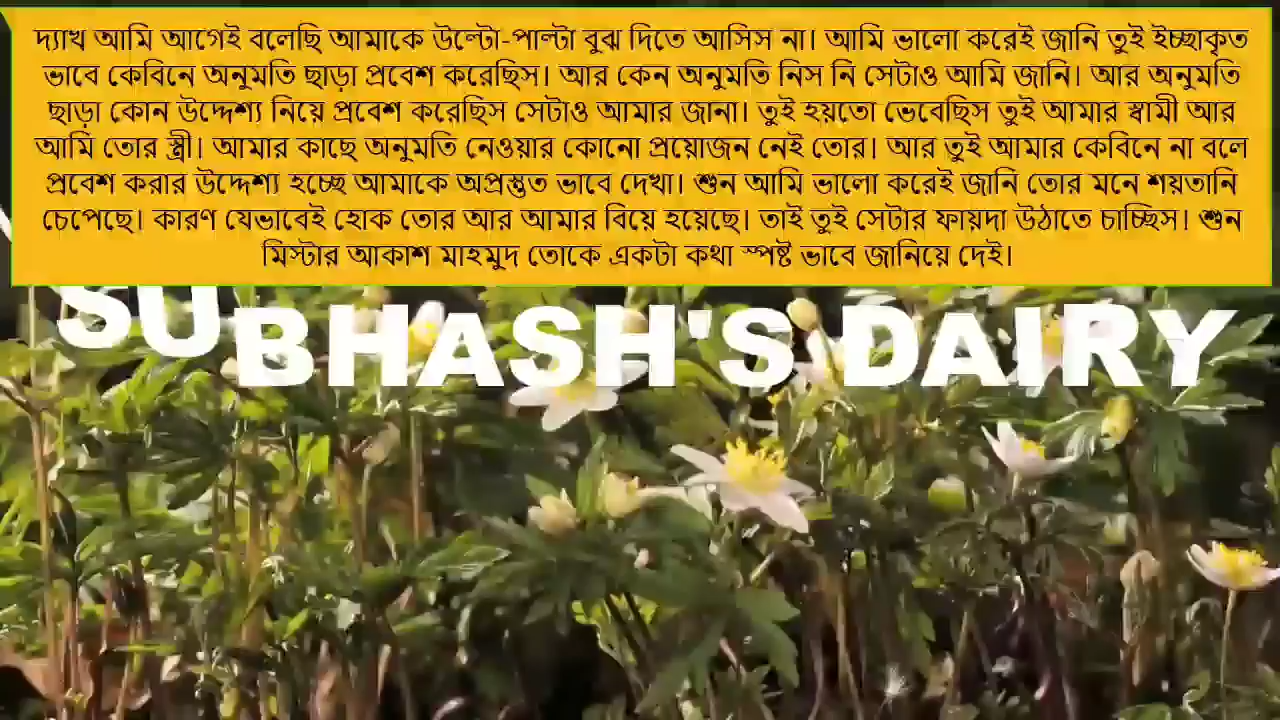 দ্যাখ আমি আগেই বলেছি আমাকে উল্টো-পাল্টা বুঝ দিতে আসিস না। আমি ভালো করেই জানি তুই ইচ্ছাকৃত
ভাবে কেবিনে অনুমতি ছাড়া প্রবেশ করেছিস। আর কেন অনুমতি নিস নি সেটাও আমি জানি। আর অনুমতি
ছাড়া কোন উদ্দেশ্য নিয়ে প্রবেশ করেছিস সেটাও আমার জানা। তুই হয়তো ভেবেছিস তুই আমার স্বামী আর
আমি তোর স্ত্রী। আমার কাছে অনুমতি নেওয়ার কোনো প্রয়োজন নেই তোর। আর তুই আমার কেবিনে না বলে
প্রবেশ করার উদ্দেশ্য হচ্ছে আমাকে অপ্রস্তুত ভাবে দেখা। শুন আমি ভালো করেই জানি তোর মনে শয়তানি
চেপেছে। কারণ যেভাবেই হোক তোর আর আমার বিয়ে হয়েছে। তাই তুই সেটার ফায়দা উঠাতে চাচ্ছিস। শুন
মিস্টার আকাশ মাহমুদ তোকে একটা কথা স্পষ্ট ভাবে জানিয়ে দেই।
SUBHASH'S DAIRY